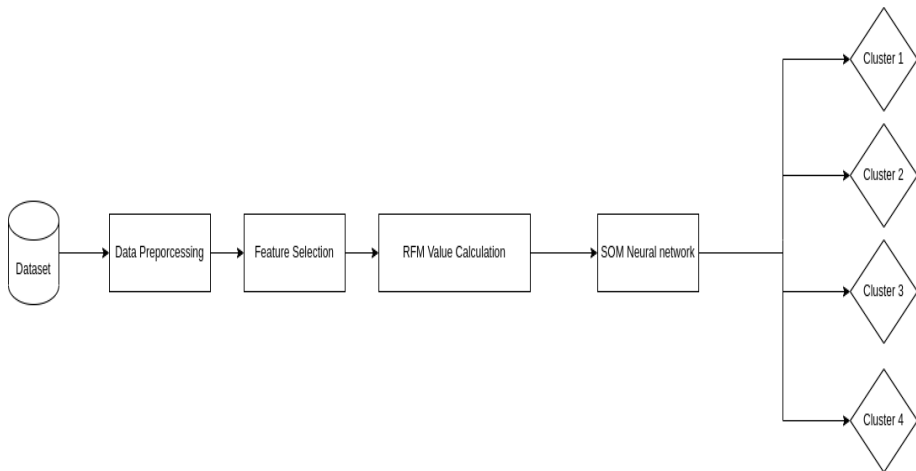 Dataset
Data Preporcessing
Feature Selection
RFM Value Calculation
SOM Neural network
Cluster 1
Cluster 2
Cluster 3
Cluster 4